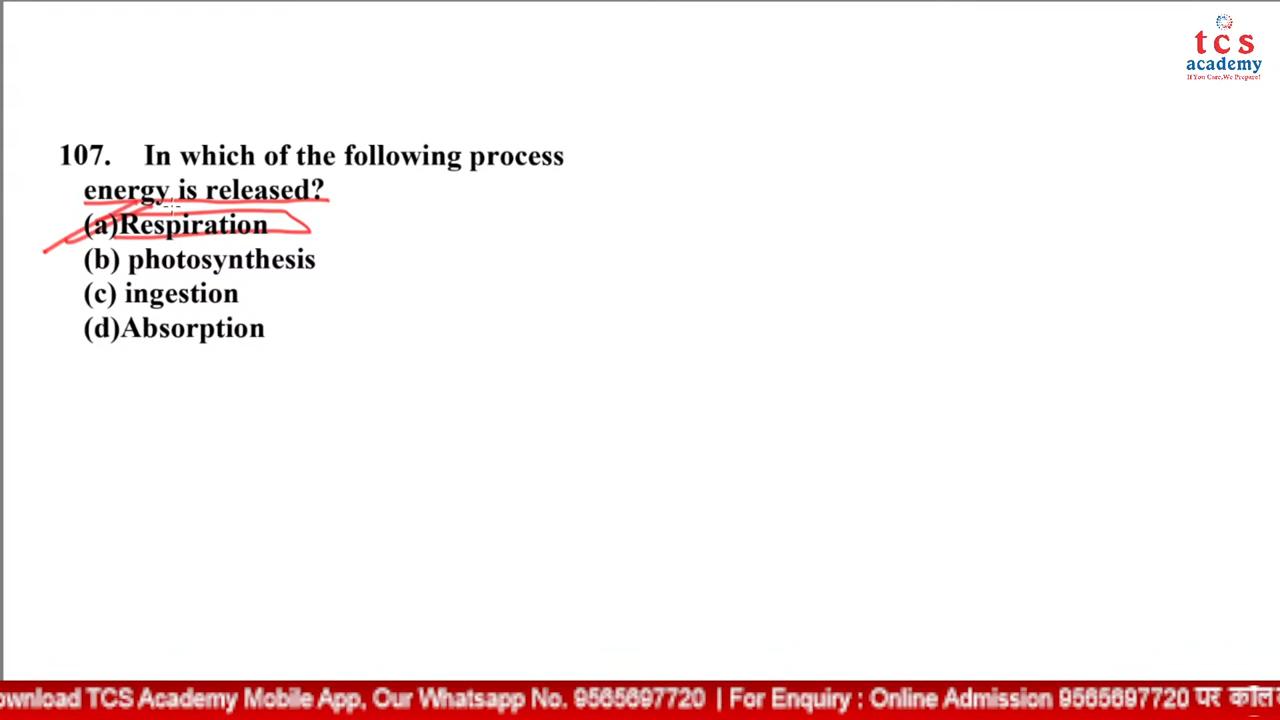 tcs
academy
If You Care, We Prepare!
107. In which of the following process
energy is released?
(a)Respiration
(b) photosynthesis
(c) ingestion
(d)Absorption
ownload TCS Academy Mobile App, Our Whatsapp No. 9565697720 | For Enquiry : Online Admission 9565697720 पर कॉल